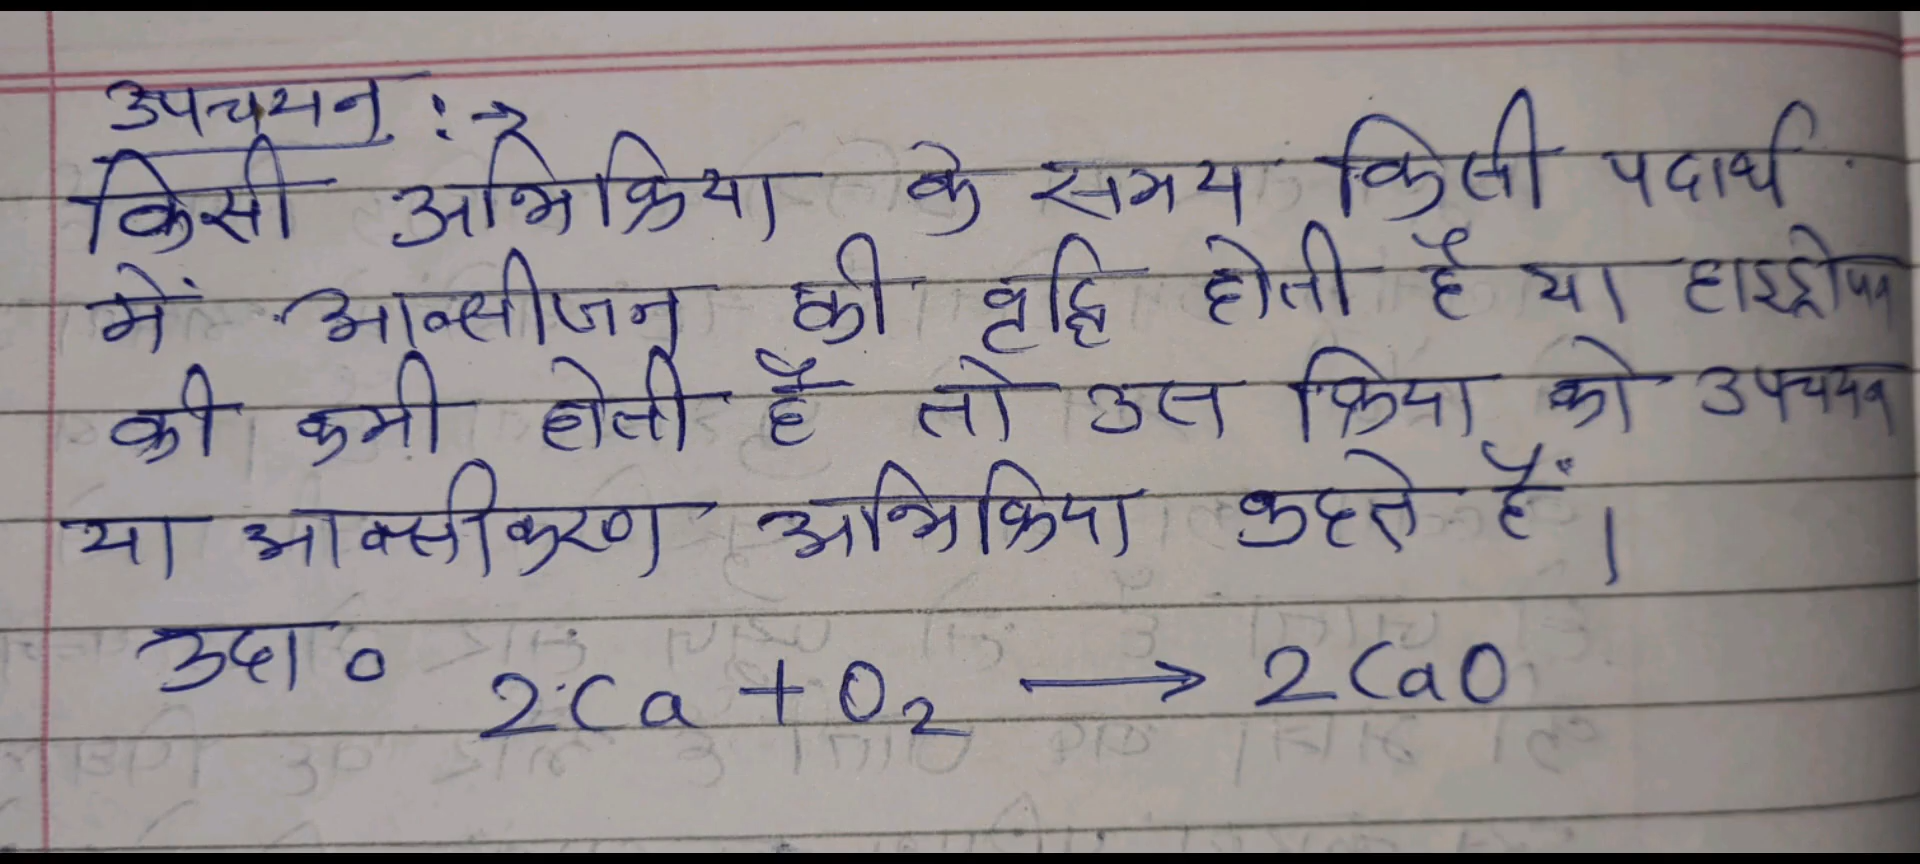 उपचयन :→
किसी अभिक्रिया के समय किसी पदार्थ
में आक्सीजन की वृद्धि होती है या हाइड्रोजन
की कमी होती है तो उस क्रिया को उपचयन
या आक्सीकरण अभिक्रिया कहते हैं।
उदा० 2Ca + O₂ ⟶ 2CaO